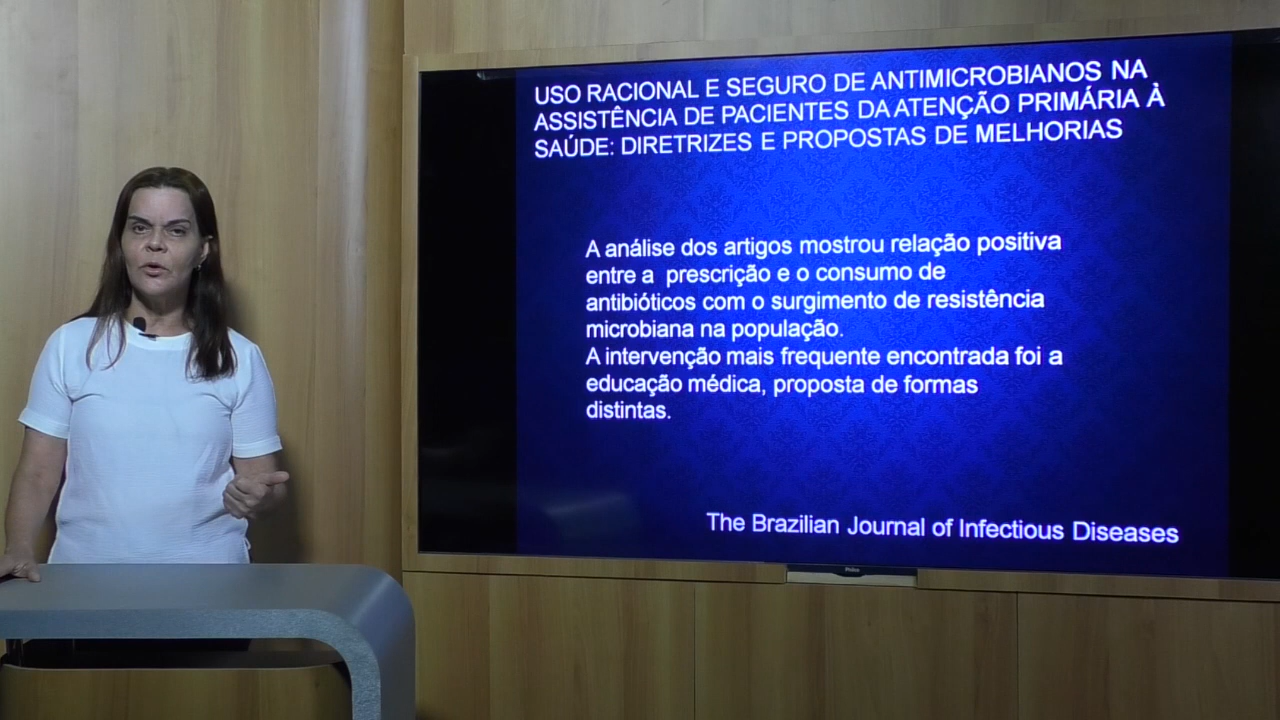 USO RACIONAL E SEGURO DE ANTIMICROBIANOS NA
ASSISTÊNCIA DE PACIENTES DA ATENÇÃO PRIMÁRIA À
SAÚDE: DIRETRIZES E PROPOSTAS DE MELHORIAS
A análise dos artigos mostrou relação positiva
entre a prescrição e o consumo de
antibióticos com o surgimento de resistência
microbiana na população.
A intervenção mais frequente encontrada foi a
educação médica, proposta de formas
distintas.
The Brazilian Journal of Infectious Diseases
Philco